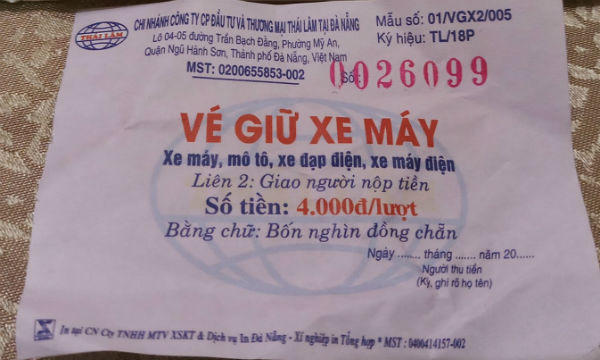 THÁI LÂM
CHI NHÁNH CÔNG TY CP ĐẦU TƯ VÀ THƯƠNG MẠI THÁI LÂM TẠI ĐÀ NẴNG
Lô 04-05 đường Trần Bạch Đằng, Phường Mỹ An,
Quận Ngũ Hành Sơn, Thành phố Đà Nẵng, Việt Nam
MST: 0200655853-002
Mẫu số: 01/VGX2/005
Ký hiệu: TL/18P
Số: 0026099
VÉ GIỮ XE MÁY
Xe máy, mô tô, xe đạp điện, xe máy điện
Liên 2: Giao người nộp tiền
Số tiền: 4.000đ/lượt
Bằng chữ: Bốn nghìn đồng chẵn
Ngày ....... tháng ....... năm 20......
Người thu tiền
(Ký, ghi rõ họ tên)
In tại CN Cty TNHH MTV XSKT & Dịch vụ In Đà Nẵng - Xí nghiệp in Tổng hợp * MST : 0400414157-002